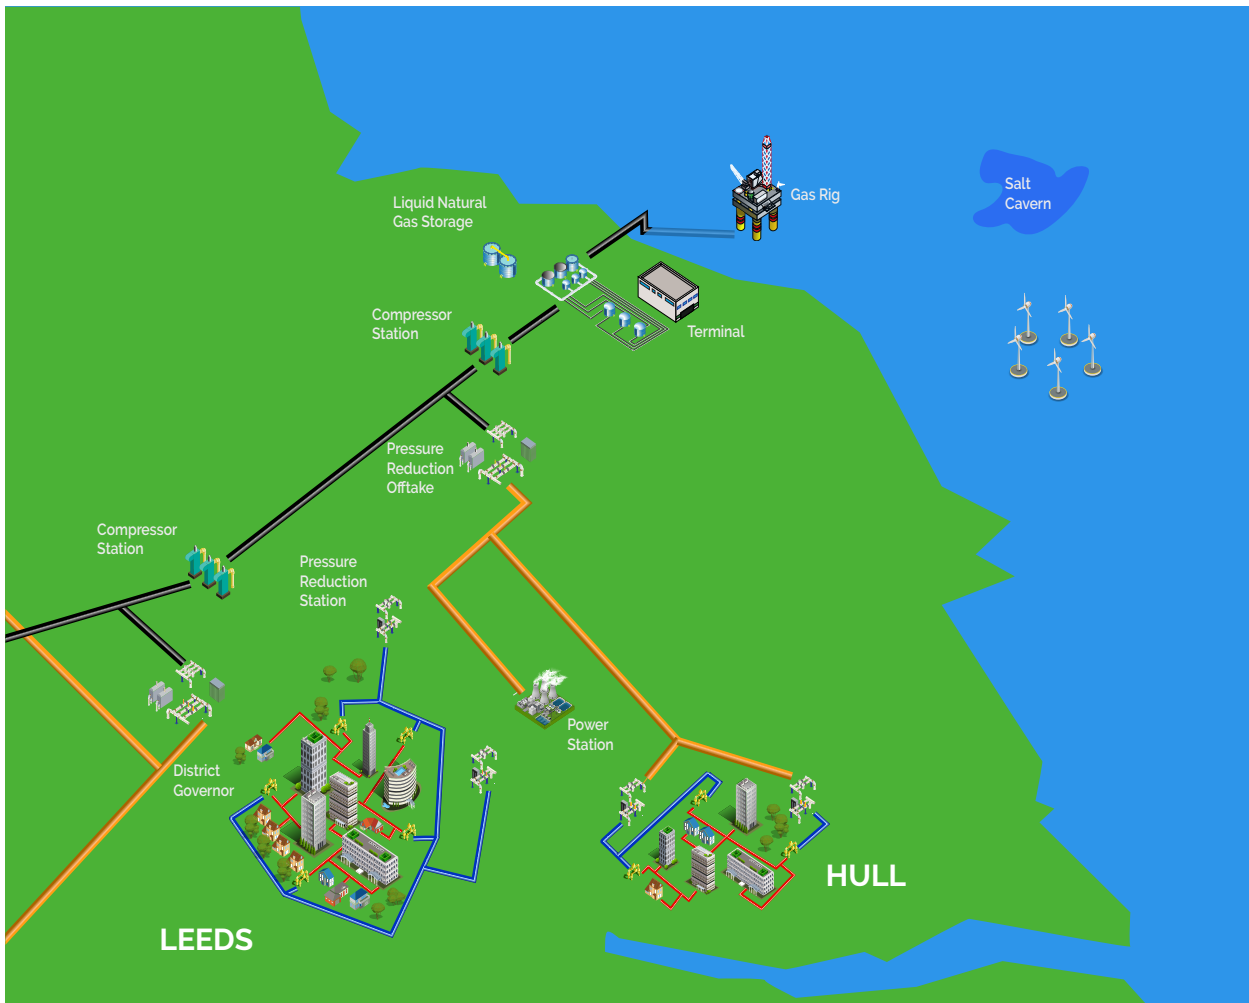 Salt
Cavern
Gas Rig
Liquid Natural
Gas Storage
Compressor
Station
Terminal
Pressure
Reduction
Offtake
Compressor
Station
Pressure
Reduction
Station
Power
Station
District
Governor
HULL
LEEDS